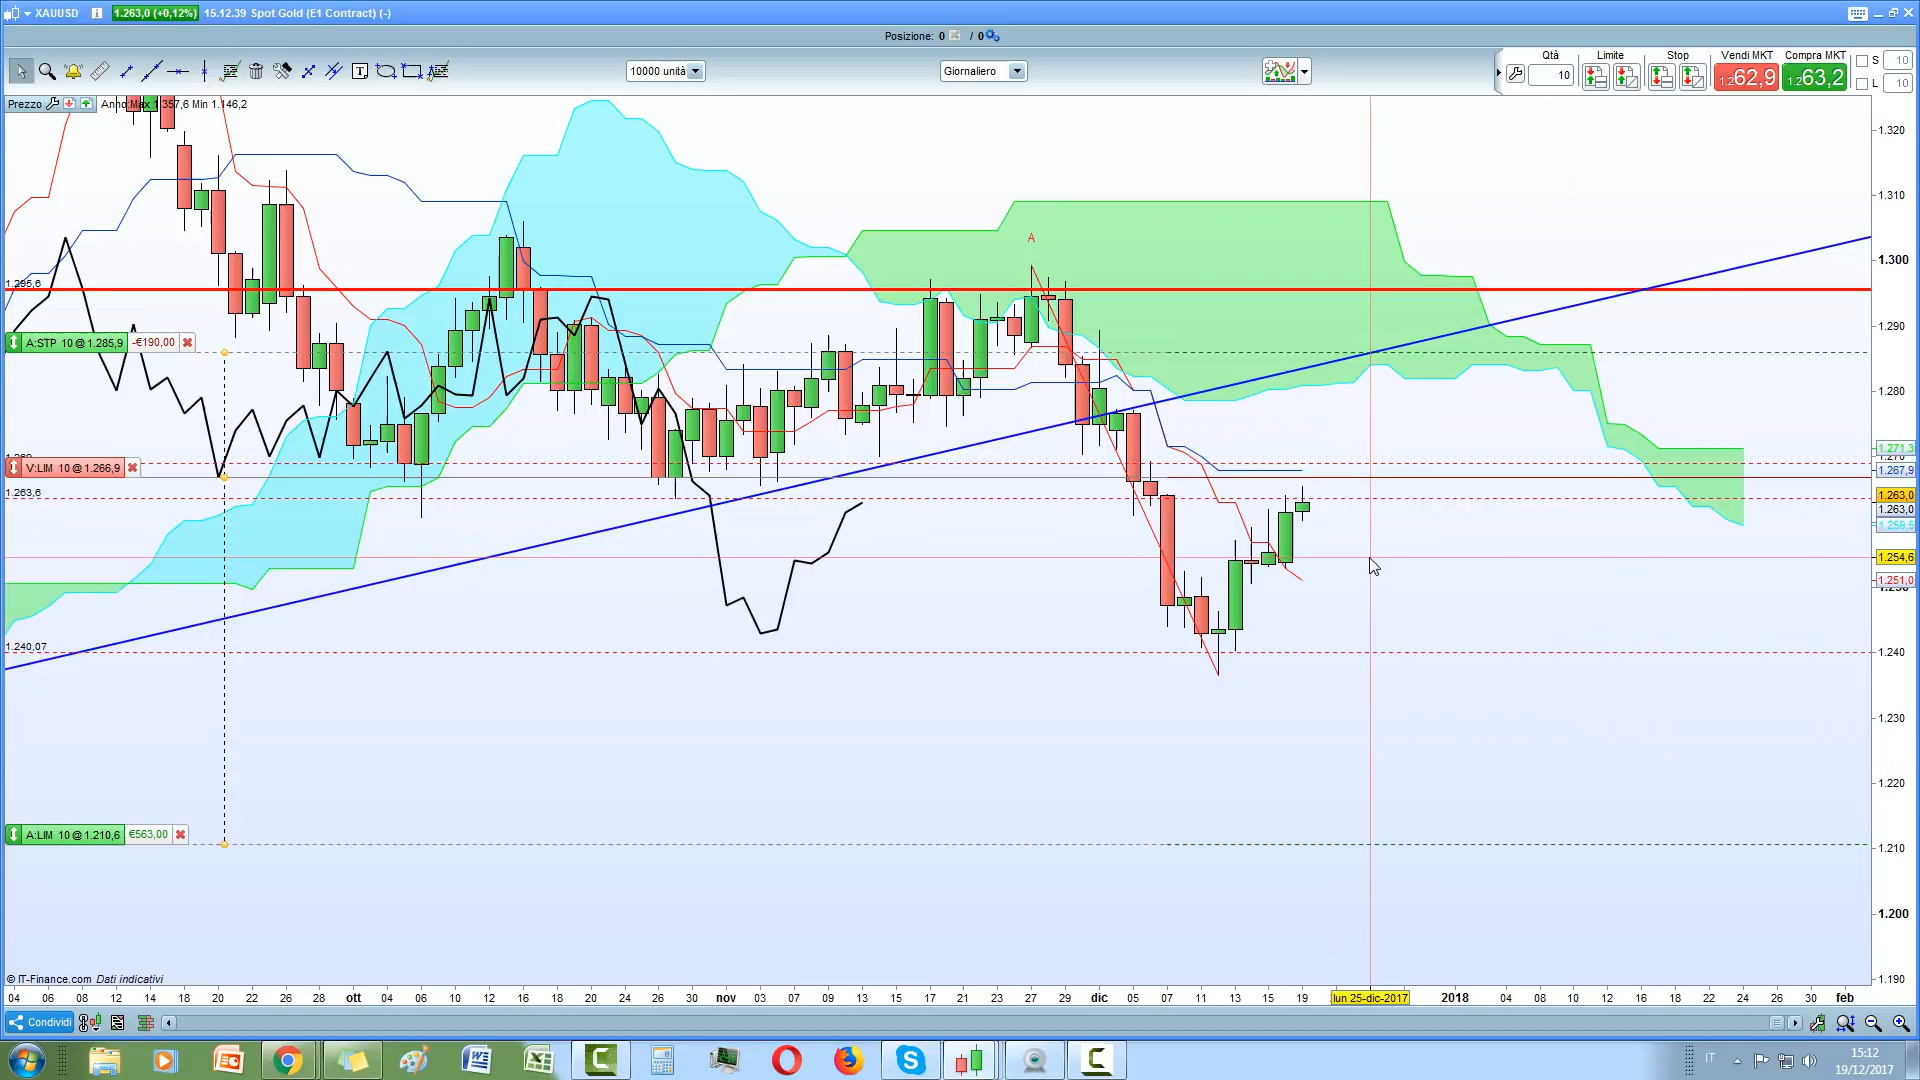 XAUUSD 1.263,0 (+0,12%) 15.12.39 Spot Gold (E1 Contract) (-)
Posizione: 0 / 0
10000 unità
Giornaliero
Qtà
10
Limite
Stop
Vendi MKT
1.262,9
Compra MKT
1.263,2
S 10
L 10
Prezzo
Anno:Max 1.357,6 Min 1.146,2
A
1.295,6
A:STP 10 @ 1.285,9 -€190,00
V:LIM 10 @ 1.266,9
1.263,6
1.240,07
A:LIM 10 @ 1.210,6 €563,00
1.320
1.310
1.300
1.290
1.280
1.271,3
1.270
1.267,9
1.263,0
1.263,0
1.259,5
1.254,6
1.251,0
1.250
1.240
1.230
1.220
1.210
1.200
1.190
© IT-Finance.com Dati indicativi
04 06 08 12 14 18 20 22 26 28 ott 04 06 10 12 16 18 20 24 26 30 nov 03 07 09 13 15 17 21 23 27 29 dic 05 07 11 13 15 19 lun 25-dic-2017 2018 04 08 10 12 16 18 22 24 26 30 feb
Condividi
IT
15:12
19/12/2017